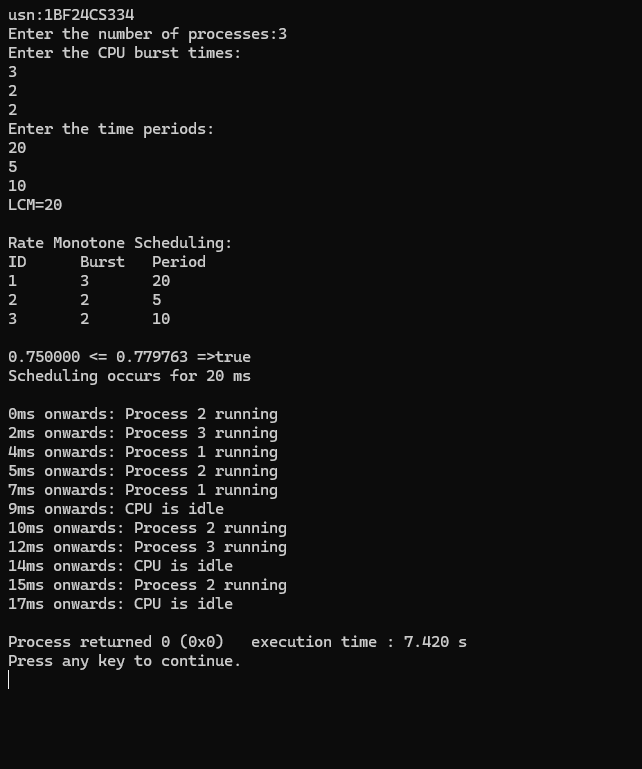 usn:1BF24CS334
Enter the number of processes:3
Enter the CPU burst times:
3
2
2
Enter the time periods:
20
5
10
LCM=20
Rate Monotone Scheduling:
ID Burst Period
1 3 20
2 2 5
3 2 10
0.750000 <= 0.779763 =>true
Scheduling occurs for 20 ms
0ms onwards: Process 2 running
2ms onwards: Process 3 running
4ms onwards: Process 1 running
5ms onwards: Process 2 running
7ms onwards: Process 1 running
9ms onwards: CPU is idle
10ms onwards: Process 2 running
12ms onwards: Process 3 running
14ms onwards: CPU is idle
15ms onwards: Process 2 running
17ms onwards: CPU is idle
Process returned 0 (0x0) execution time : 7.420 s
Press any key to continue.